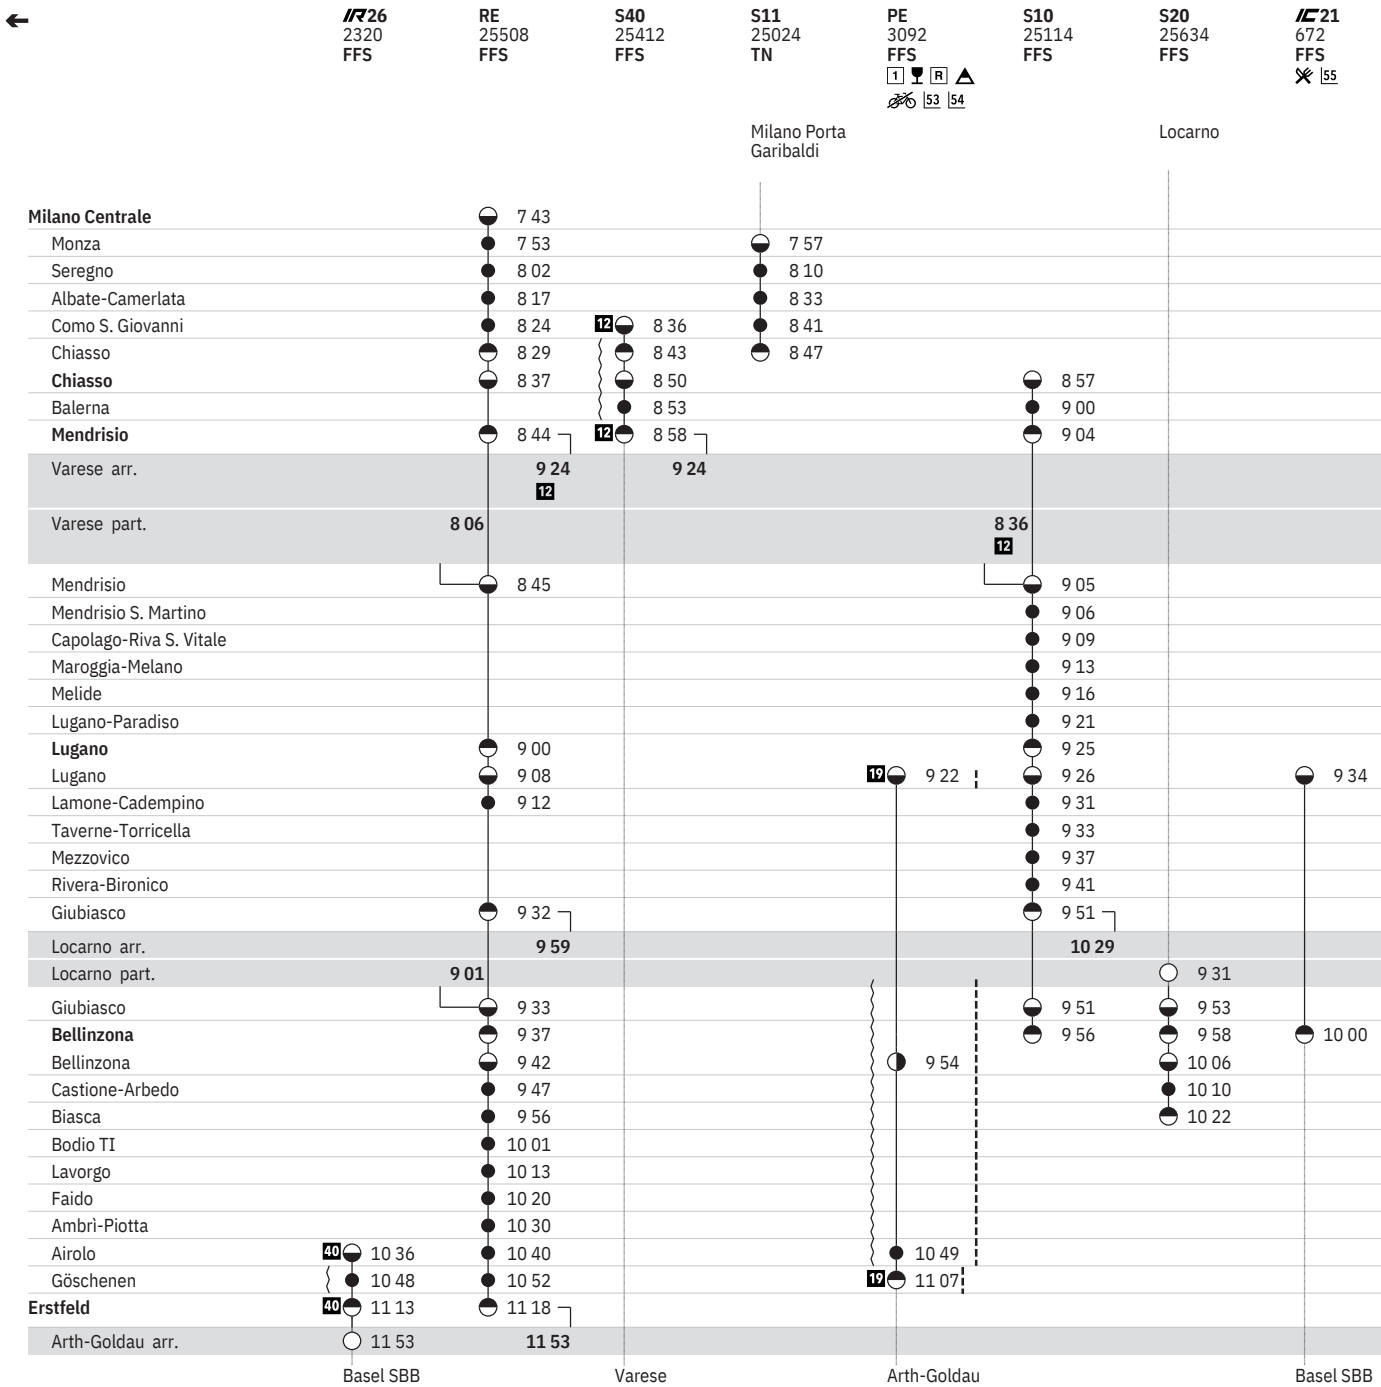 IR26 RE S40 S11 PE S10 S20 IC21
2320 25508 25412 25024 3092 25114 25634 672
FFS FFS FFS TN FFS FFS FFS FFS
1 R 55
53 54
Milano Porta Locarno
Garibaldi
Milano Centrale 7 43
Monza 7 53 7 57
Seregno 8 02 8 10
Albate-Camerlata 8 17 8 33
Como S. Giovanni 8 24 12 8 36 8 41
Chiasso 8 29 8 43 8 47
Chiasso 8 37 8 50 8 57
Balerna 8 53 9 00
Mendrisio 8 44 12 8 58 9 04
Varese arr. 9 24 9 24
12
Varese part. 8 06 8 36
12
Mendrisio 8 45 9 05
Mendrisio S. Martino 9 06
Capolago-Riva S. Vitale 9 09
Maroggia-Melano 9 13
Melide 9 16
Lugano-Paradiso 9 21
Lugano 9 00 9 25
Lugano 9 08 19 9 22 9 26 9 34
Lamone-Cadempino 9 12 9 31
Taverne-Torricella 9 33
Mezzovico 9 37
Rivera-Bironico 9 41
Giubiasco 9 32 9 51
Locarno arr. 9 59 10 29
Locarno part. 9 01 9 31
Giubiasco 9 33 9 51 9 53
Bellinzona 9 37 9 56 9 58 10 00
Bellinzona 9 42 9 54 10 06
Castione-Arbedo 9 47 10 10
Biasca 9 56 10 22
Bodio TI 10 01
Lavorgo 10 13
Faido 10 20
Ambrì-Piotta 10 30
Airolo 40 10 36 10 40 10 49
Göschenen 10 48 10 52 19 11 07
Erstfeld 40 11 13 11 18
Arth-Goldau arr. 11 53 11 53
Basel SBB Varese Arth-Goldau Basel SBB